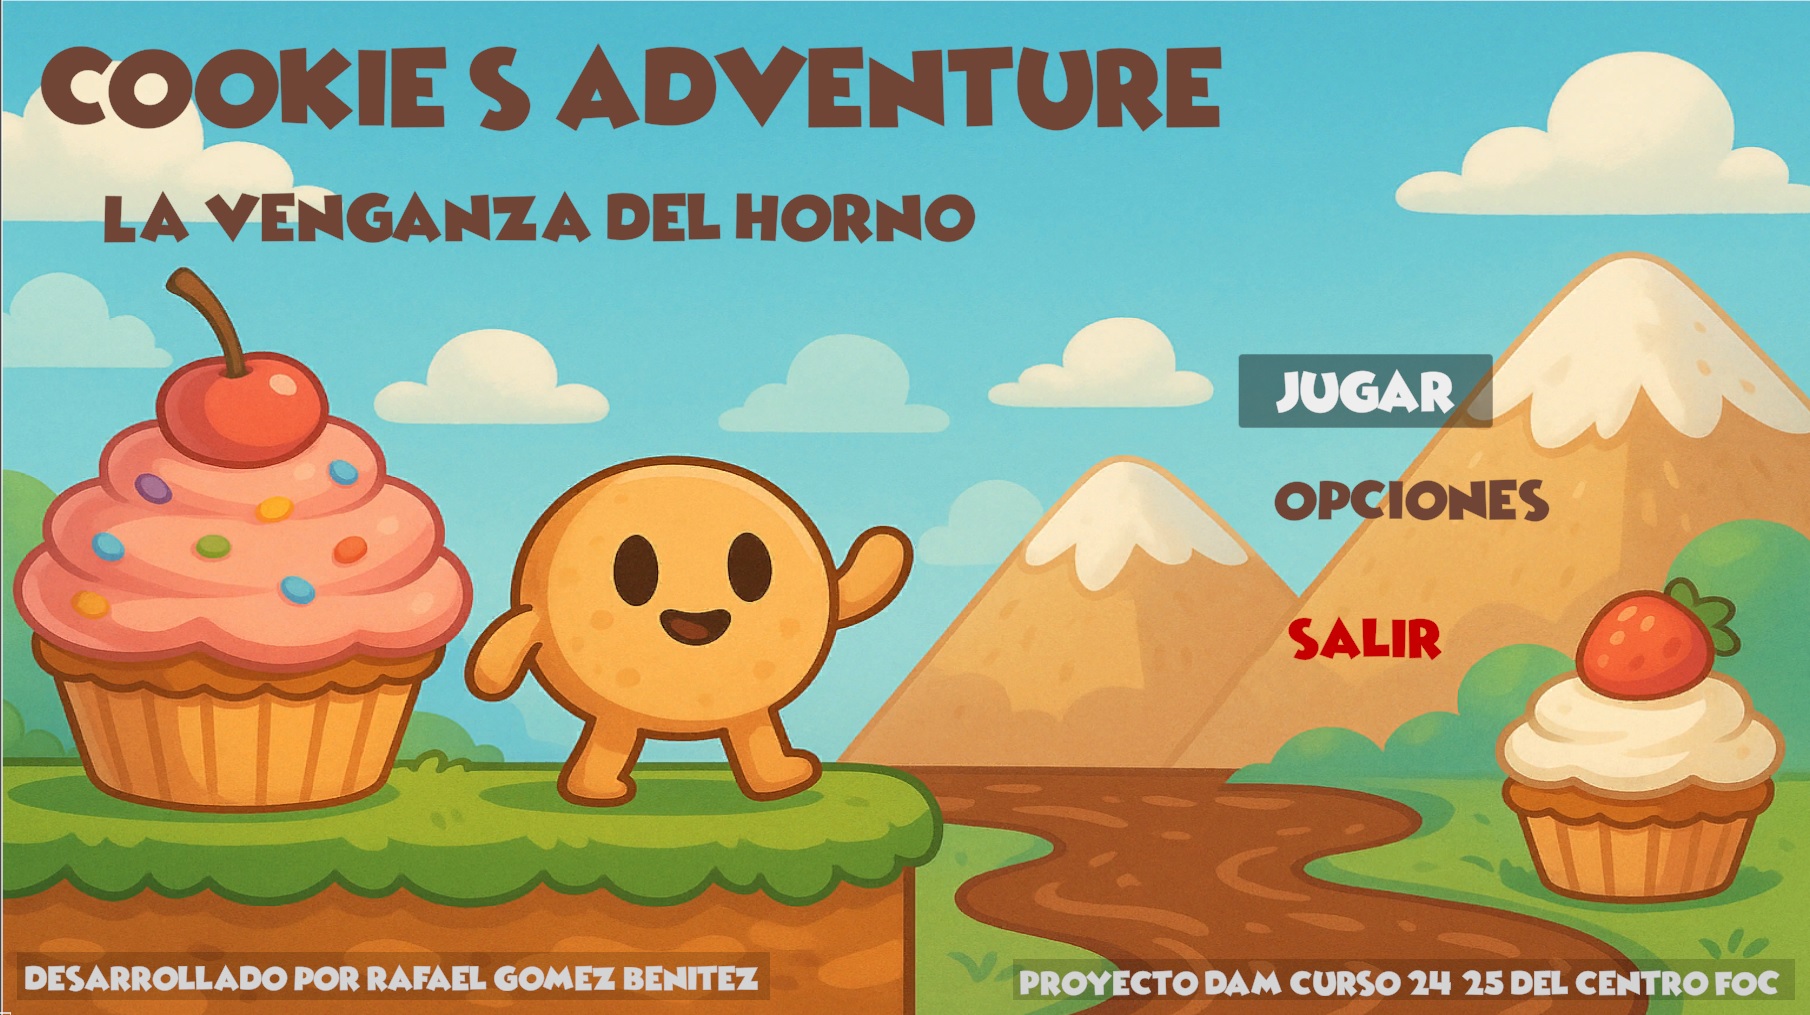 COOKIE S ADVENTURE
LA VENGANZA DEL HORNO
JUGAR
OPCIONES
SALIR
DESARROLLADO POR RAFAEL GOMEZ BENITEZ
PROYECTO DAM CURSO 24 25 DEL CENTRO FOC